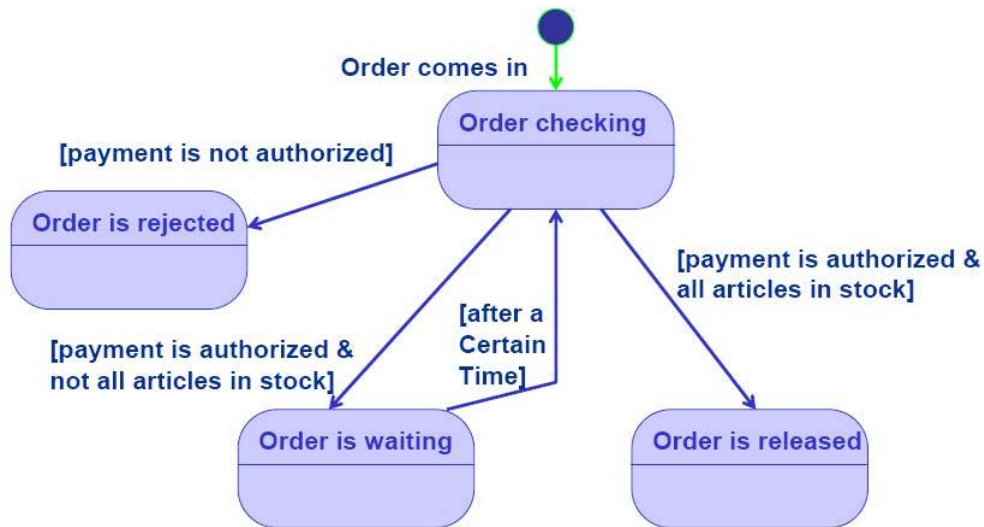 Order comes in
Order checking
[payment is not authorized]
Order is rejected
[payment is authorized &
all articles in stock]
[after a
Certain
Time]
[payment is authorized &
not all articles in stock]
Order is waiting
Order is released